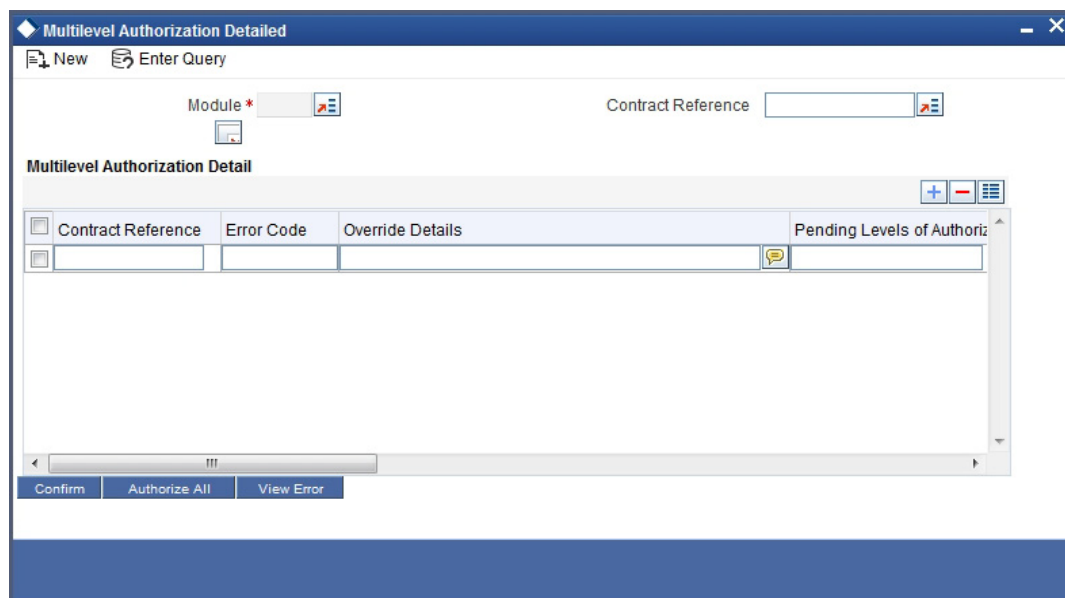 Multilevel Authorization Detailed
New Enter Query
Module * Contract Reference
Multilevel Authorization Detail
Contract Reference Error Code Override Details Pending Levels of Authoriz
Confirm Authorize All View Error